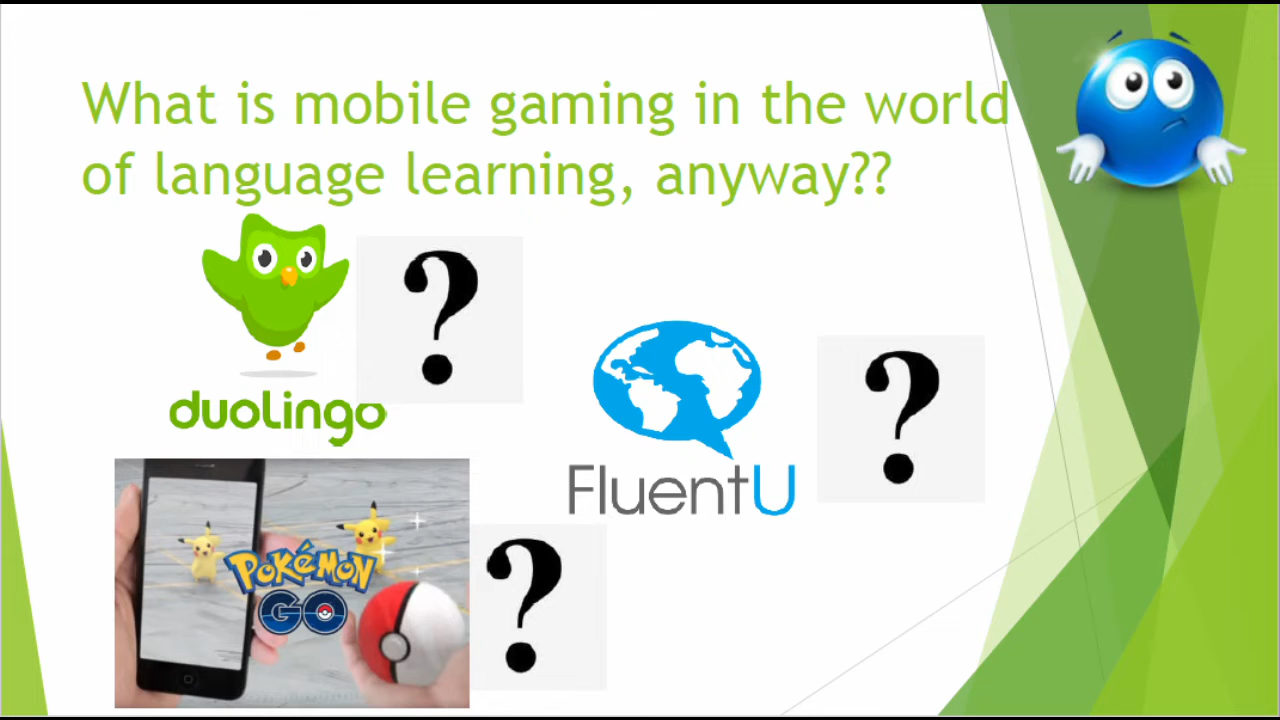 What is mobile gaming in the world
of language learning, anyway??
?
duolingo
?
FluentU
POKéMON
GO
?